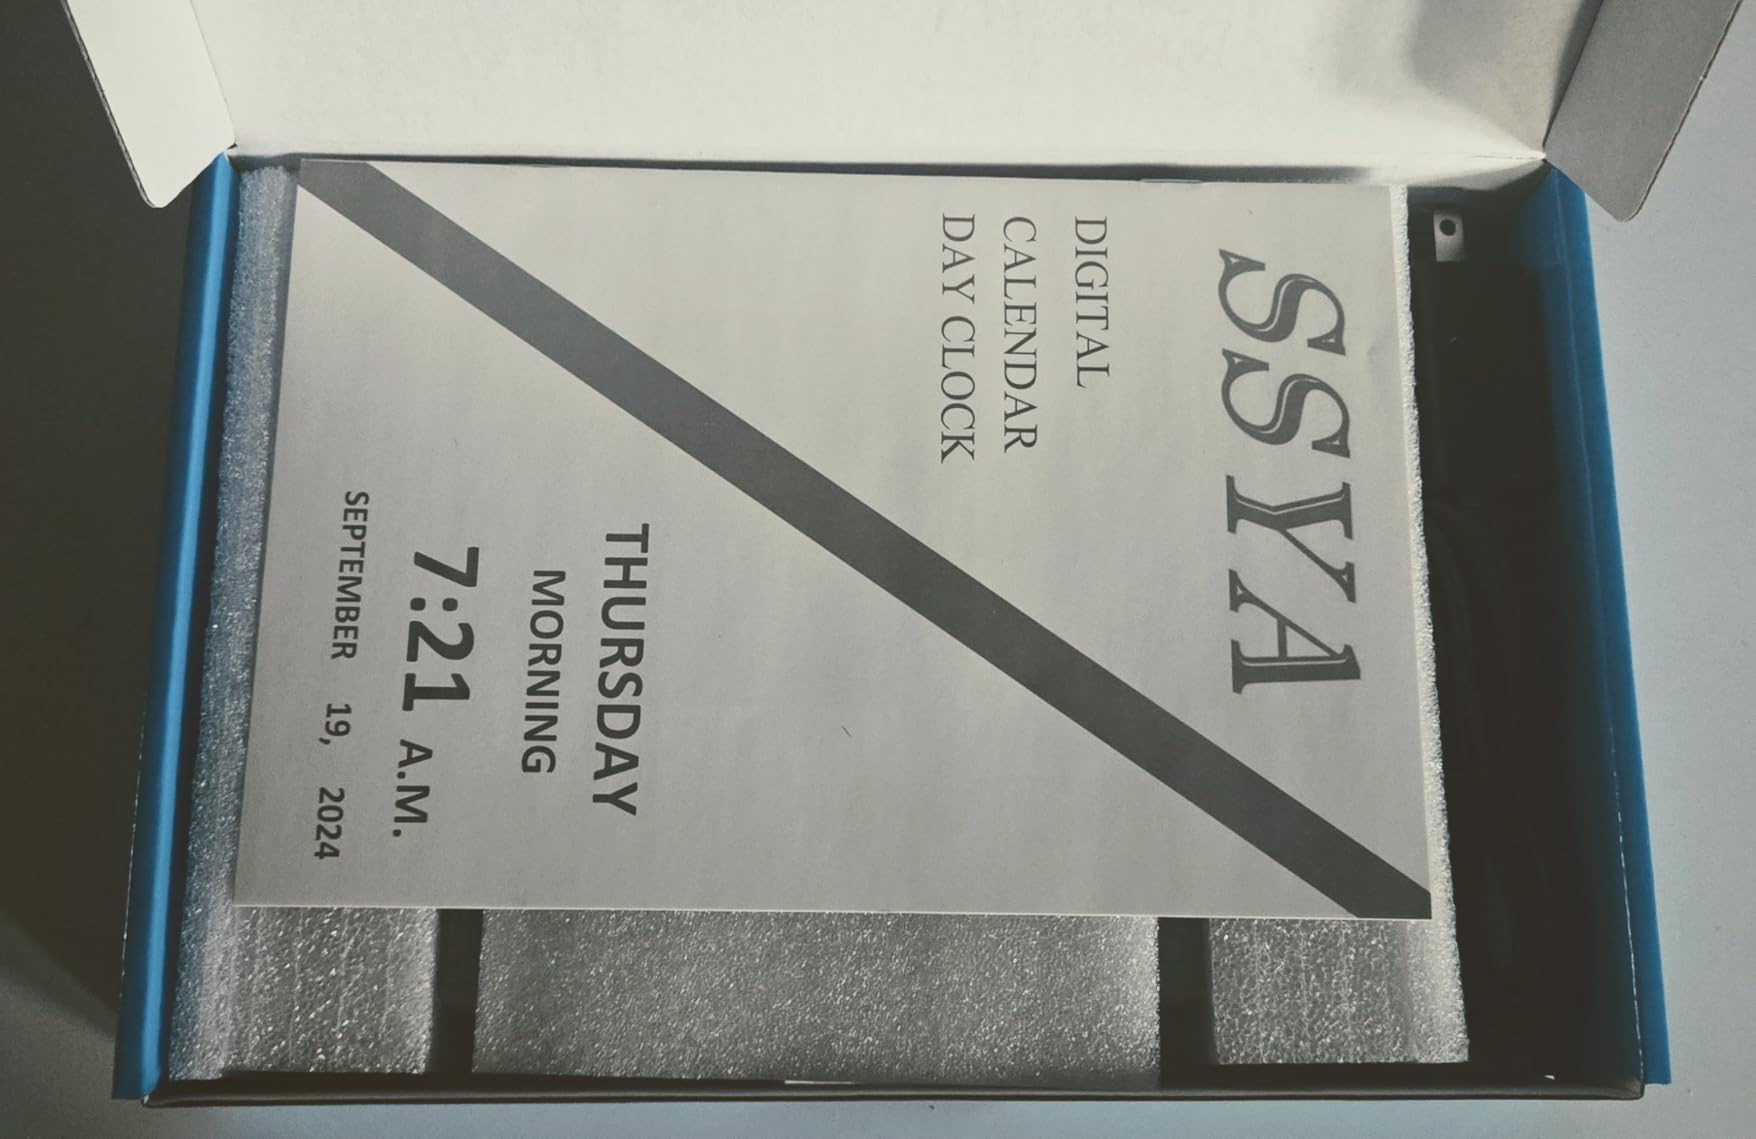 SSYA
DIGITAL
CALENDAR
DAY CLOCK
THURSDAY
MORNING
7:21 A.M.
SEPTEMBER 19, 2024